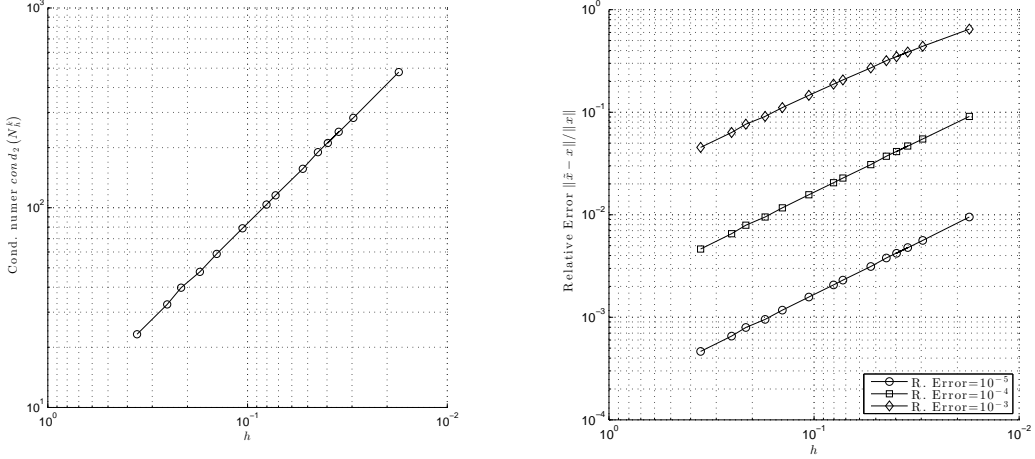 10^3
10^2
10^1
10^0
10^-1
10^-2
h
Cond. numer cond_2(N_h^k)
10^0
10^-1
10^-2
10^-3
10^-4
10^0
10^-1
10^-2
h
Relative Error ‖x̃ − x‖/‖x‖
R. Error=10^-5
R. Error=10^-4
R. Error=10^-3